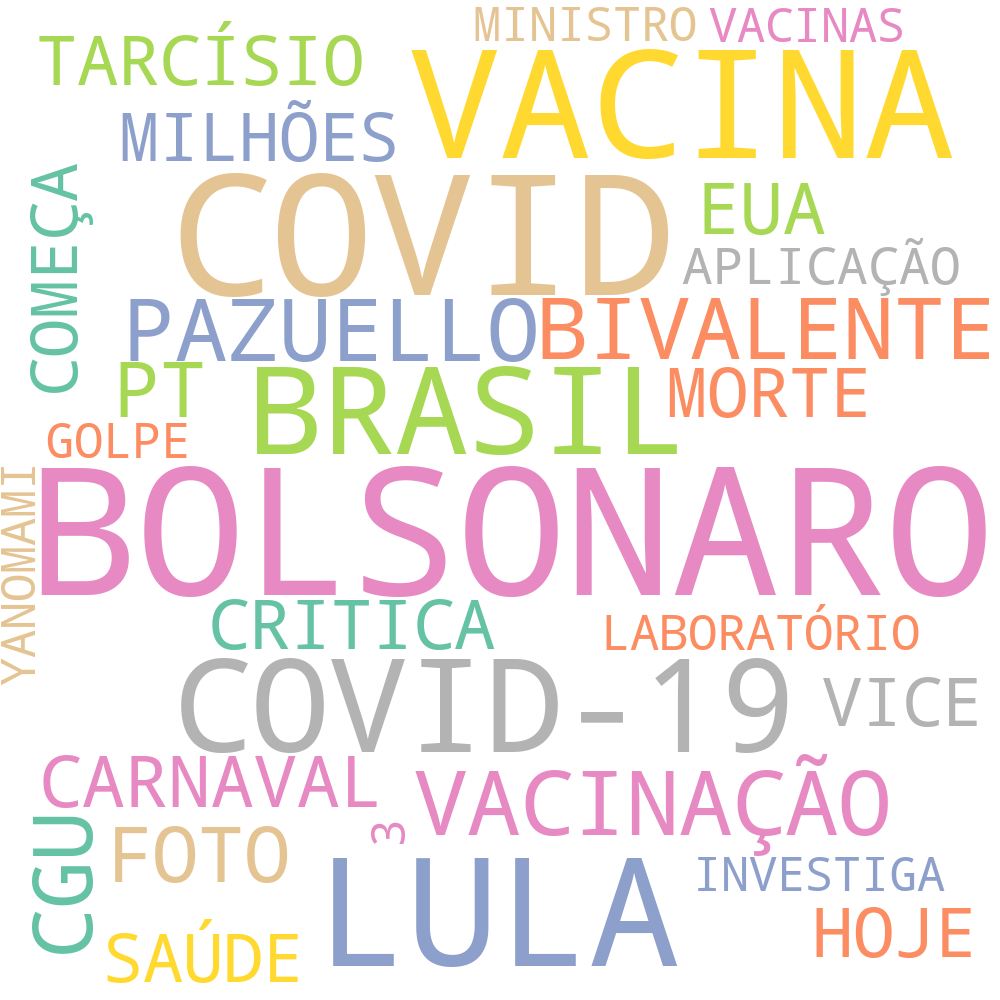 MINISTRO
VACINAS
TARCÍSIO
VACINA
MILHÕES
COMEÇA
COVID
EUA
APLICAÇÃO
PAZUELLO
BIVALENTE
PT
BRASIL
MORTE
GOLPE
YANOMAMI
BOLSONARO
CRITICA
LABORATÓRIO
COVID-19
VICE
CARNAVAL
VACINAÇÃO
3
CGU
FOTO
LULA
INVESTIGA
HOJE
SAÚDE